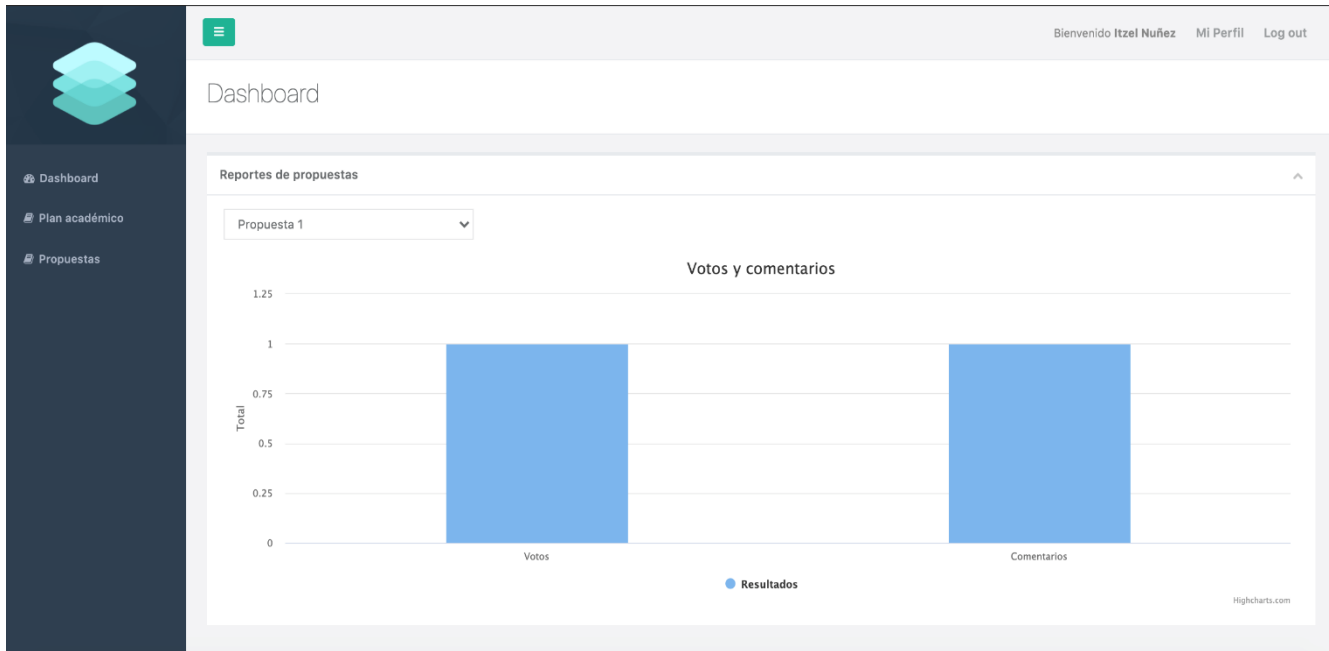 Bienvenido Itzel Nuñez Mi Perfil Log out
Dashboard
Dashboard
Plan académico
Propuestas
Reportes de propuestas
Propuesta 1
Votos y comentarios
Total
1.25
1
0.75
0.5
0.25
0
Votos Comentarios
Resultados
Highcharts.com